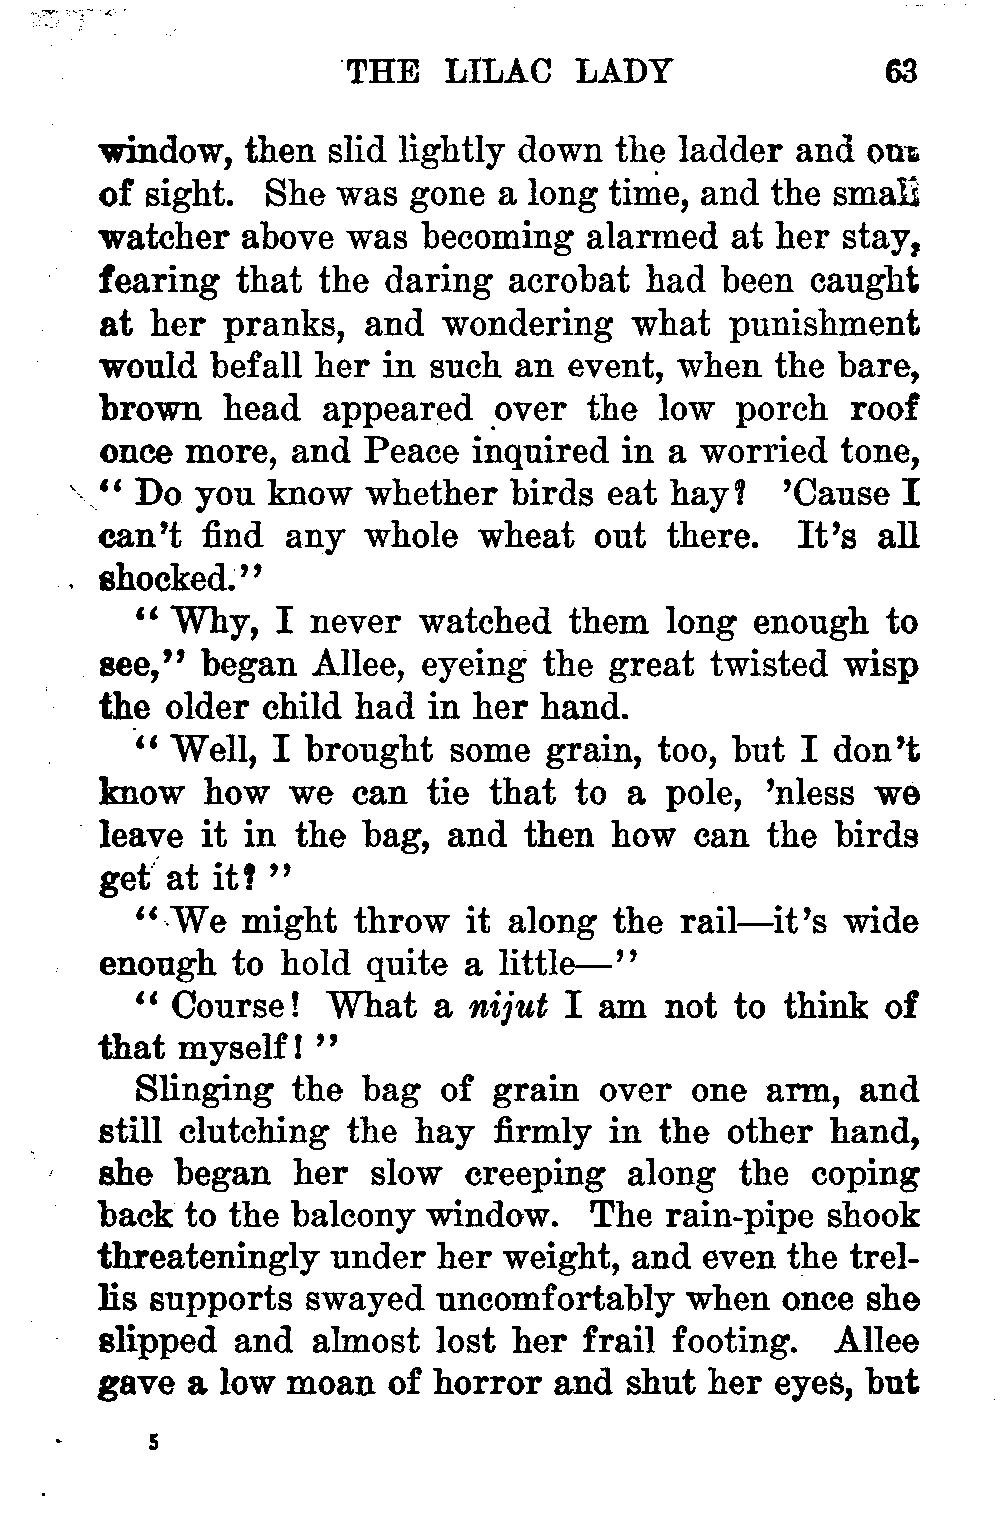 THE LILAC LADY 63
window, then slid lightly down the ladder and out
of sight. She was gone a long time, and the small
watcher above was becoming alarmed at her stay,
fearing that the daring acrobat had been caught
at her pranks, and wondering what punishment
would befall her in such an event, when the bare,
brown head appeared over the low porch roof
once more, and Peace inquired in a worried tone,
“ Do you know whether birds eat hay? ’Cause I
can’t find any whole wheat out there. It’s all
shocked.”
“ Why, I never watched them long enough to
see,” began Allee, eyeing the great twisted wisp
the older child had in her hand.
“ Well, I brought some grain, too, but I don’t
know how we can tie that to a pole, ’nless we
leave it in the bag, and then how can the birds
get at it? ”
“ We might throw it along the rail—it’s wide
enough to hold quite a little—”
“ Course! What a nijut I am not to think of
that myself! ”
Slinging the bag of grain over one arm, and
still clutching the hay firmly in the other hand,
she began her slow creeping along the coping
back to the balcony window. The rain-pipe shook
threateningly under her weight, and even the trel-
lis supports swayed uncomfortably when once she
slipped and almost lost her frail footing. Allee
gave a low moan of horror and shut her eyes, but
5